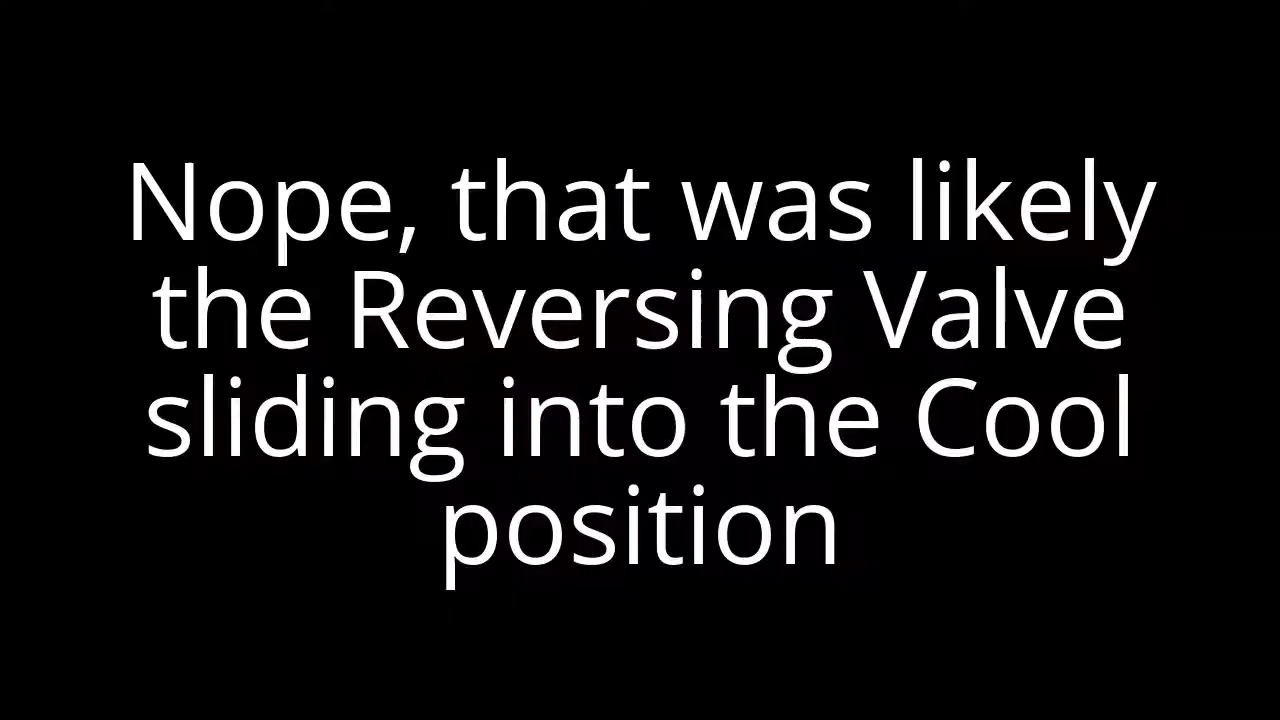 Nope, that was likely
the Reversing Valve
sliding into the Cool
position